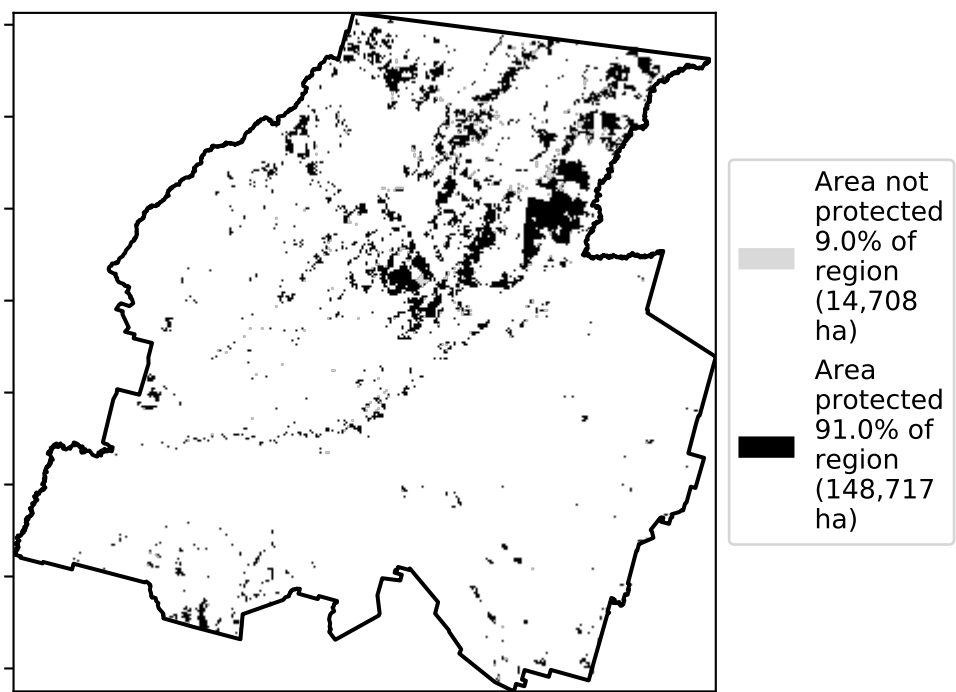 Area not
protected
9.0% of
region
(14,708
ha)
Area
protected
91.0% of
region
(148,717
ha)